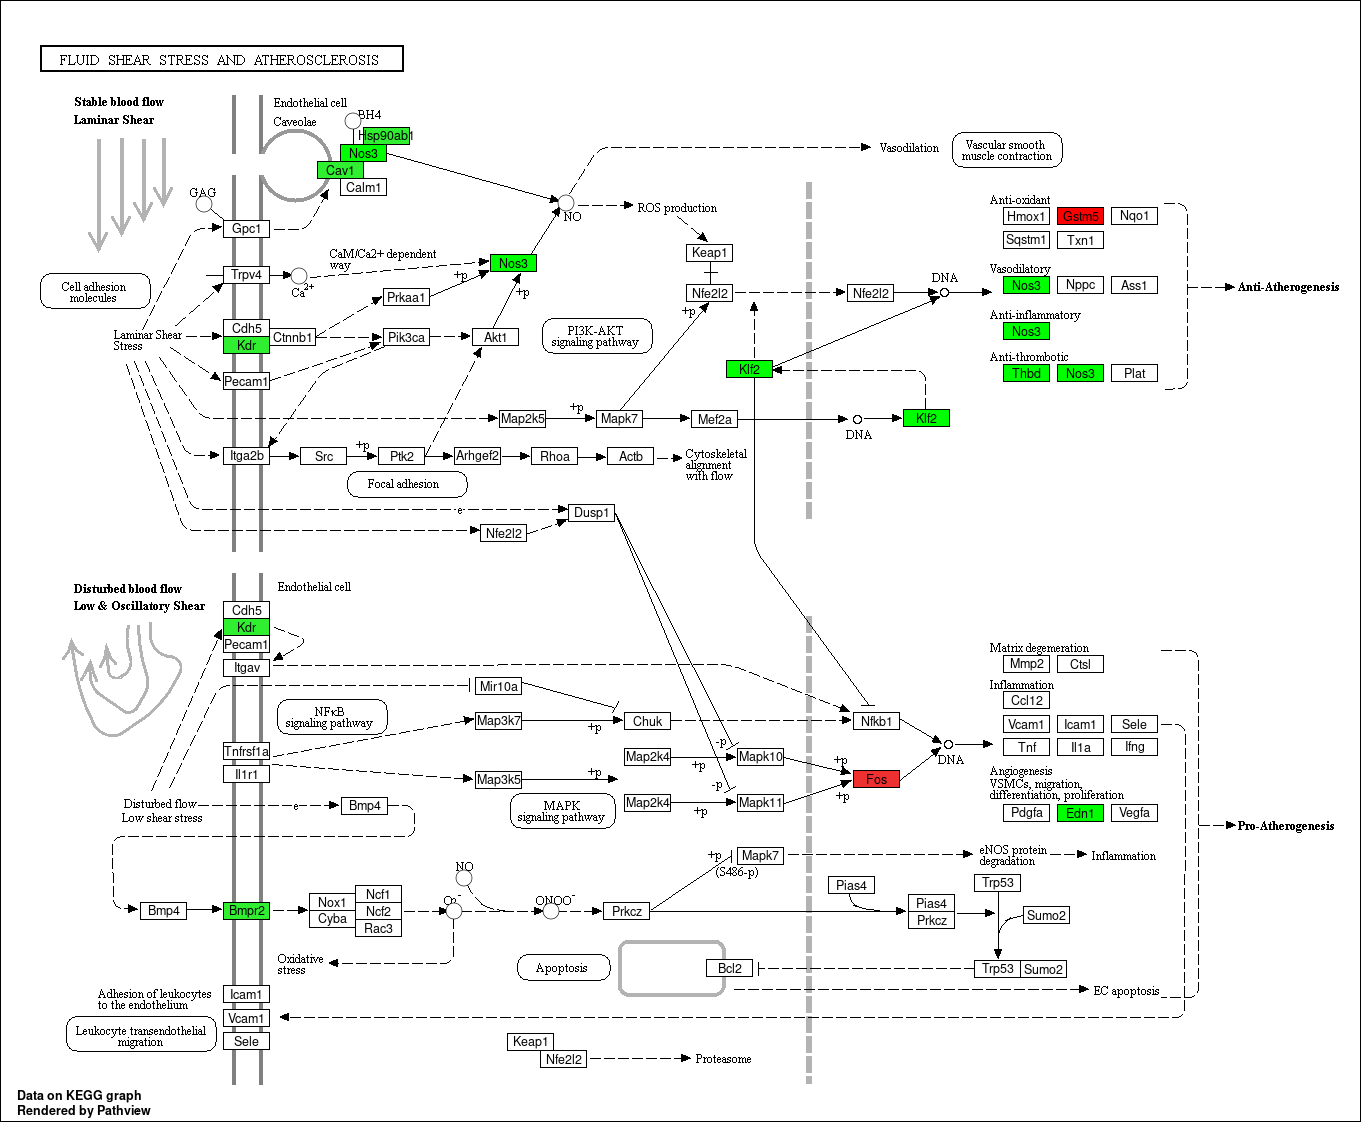 FLUID SHEAR STRESS AND ATHEROSCLEROSIS
Stable blood flow
Laminar Shear
Endothelial cell
Caveolae
BH4
Hsp90ab1
Nos3
Cav1
Calm1
Vasodilation
Vascular smooth
muscle contraction
GAG
Gpc1
NO
ROS production
Anti-oxidant
Hmox1
Gstm5
Nqo1
Sqstm1
Txn1
CaM/Ca2+ dependent
way
Keap1
Trpv4
Ca2+
Nos3
+p
+p
Cell adhesion
molecules
Prkaa1
Nfe2l2
+p
Nfe2l2
DNA
Vasodilatory
Nos3
Nppc
Ass1
Anti-Atherogenesis
Laminar Shear
Stress
Cdh5
Kdr
Ctnnb1
Pik3ca
Akt1
PI3K-AKT
signaling pathway
Anti-inflammatory
Nos3
Pecam1
Klf2
Anti-thrombotic
Thbd
Nos3
Plat
Map2k5
+p
Mapk7
Mef2a
DNA
Klf2
Itga2b
Src
+p
Ptk2
Arhgef2
Rhoa
Actb
Cytoskeletal
alignment
with flow
Focal adhesion
e
Dusp1
Nfe2l2
Disturbed blood flow
Low & Oscillatory Shear
Endothelial cell
Cdh5
Kdr
Pecam1
Itgav
Mir10a
NFκB
signaling pathway
Map3k7
+p
Chuk
Nfkb1
Matrix degeneration
Mmp2
Ctsl
Inflammation
Ccl12
Vcam1
Icam1
Sele
Tnf
Il1a
Ifng
DNA
Tnfrsf1a
Il1r1
Map3k5
+p
Map2k4
+p
-p
Mapk10
+p
Fos
+p
Map2k4
+p
-p
Mapk11
MAPK
signaling pathway
Angiogenesis
VSMCs, migration,
differentiation, proliferation
Pdgfa
Edn1
Vegfa
Pro-Atherogenesis
Disturbed flow
Low shear stress
e
Bmp4
+p
(S486-p)
Mapk7
eNOS protein
degradation
Inflammation
NO
Bmp4
Bmpr2
Nox1
Cyba
Ncf1
Ncf2
Rac3
O2-
ONOO-
Prkcz
Pias4
Pias4
Prkcz
Trp53
Sumo2
Oxidative
stress
Apoptosis
Bcl2
Trp53
Sumo2
EC apoptosis
Adhesion of leukocytes
to the endothelium
Icam1
Vcam1
Sele
Leukocyte transendothelial
migration
Keap1
Nfe2l2
Proteasome
Data on KEGG graph
Rendered by Pathview